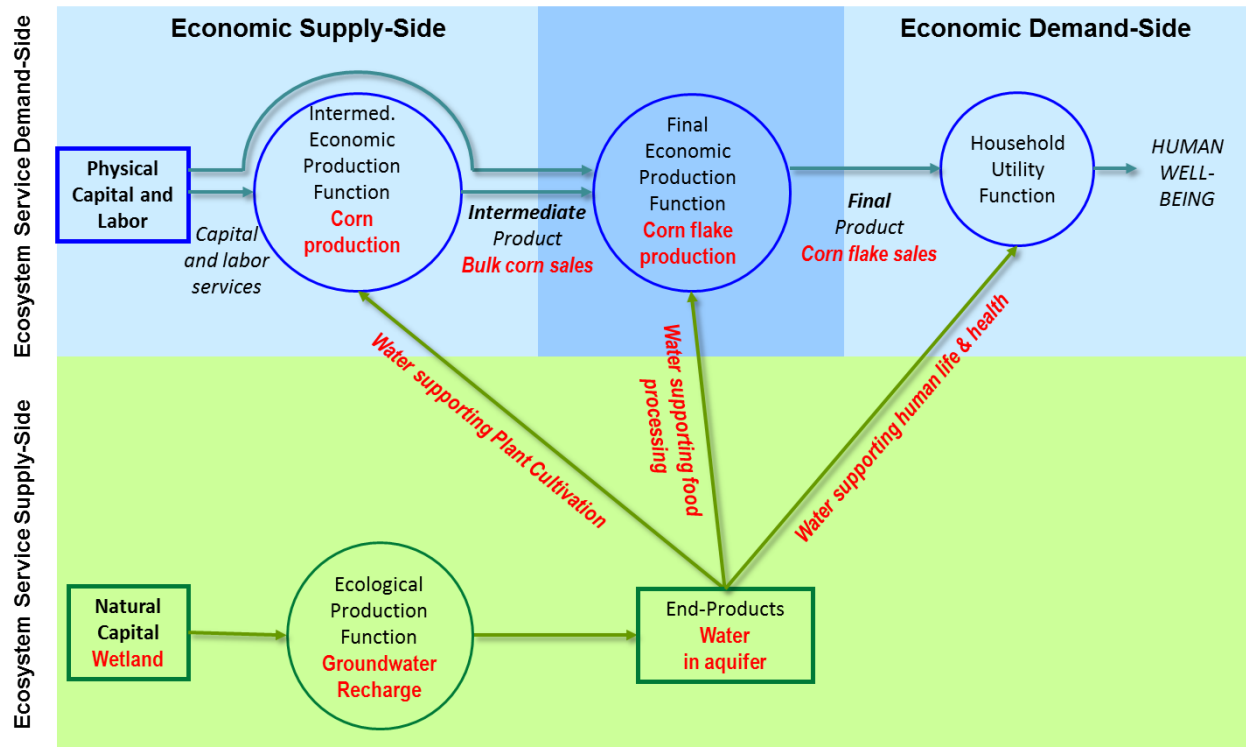 Economic Supply-Side
Economic Demand-Side
Ecosystem Service Demand-Side
Physical
Capital and
Labor
Capital
and labor
services
Intermed.
Economic
Production
Function
Corn
production
Intermediate
Product
Bulk corn sales
Final
Economic
Production
Function
Corn flake
production
Final
Product
Corn flake sales
Household
Utility
Function
HUMAN
WELL-
BEING
Water supporting Plant Cultivation
Water supporting food
processing
Water supporting human life & health
Ecosystem Service Supply-Side
Natural
Capital
Wetland
Ecological
Production
Function
Groundwater
Recharge
End-Products
Water
in aquifer